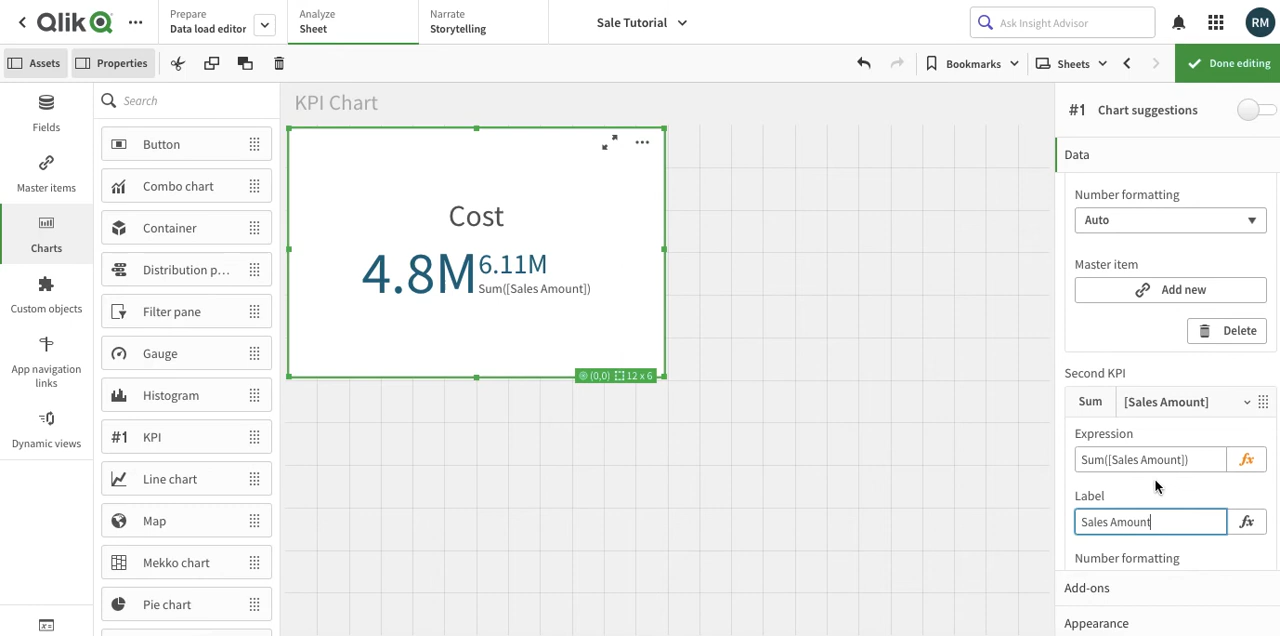 Qlik
Prepare
Data load editor
Analyze
Sheet
Narrate
Storytelling
Sale Tutorial
Ask Insight Advisor
RM
Assets
Properties
Bookmarks
Sheets
Done editing
Fields
Master items
Charts
Custom objects
App navigation
links
Dynamic views
Search
Button
Combo chart
Container
Distribution p...
Filter pane
Gauge
Histogram
#1 KPI
Line chart
Map
Mekko chart
Pie chart
KPI Chart
Cost
4.8M
6.11M
Sum([Sales Amount])
(0,0) 12 x 6
#1 Chart suggestions
Data
Number formatting
Auto
Master item
Add new
Delete
Second KPI
Sum [Sales Amount]
Expression
Sum([Sales Amount]) fx
Label
Sales Amount fx
Number formatting
Add-ons
Appearance